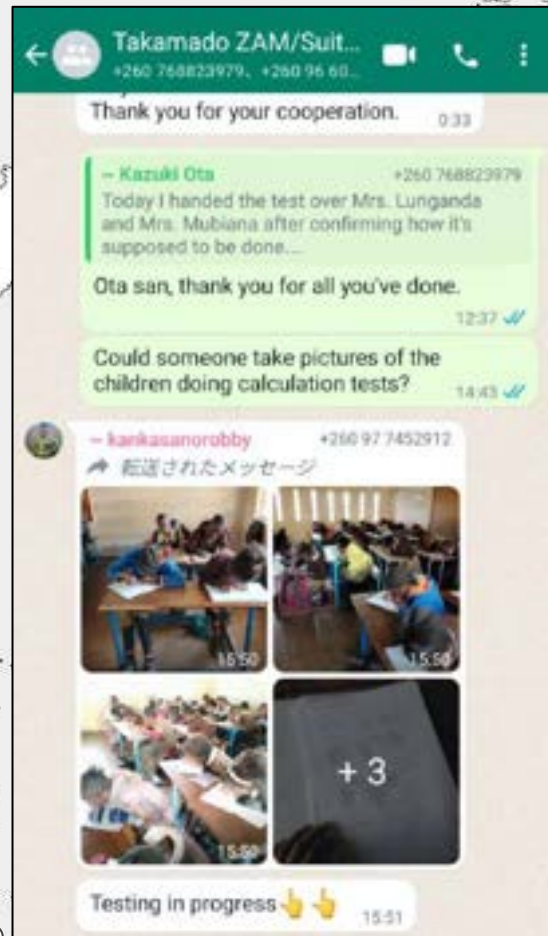 Takamado ZAM/Suit...
+260 768823979、+260 96 60...
Thank you for your cooperation.
0:33
~ Kazuki Ota +260 768823979
Today I handed the test over Mrs. Lunganda
and Mrs. Mubiana after confirming how it's
supposed to be done....
Ota san, thank you for all you've done.
12:37
Could someone take pictures of the
children doing calculation tests?
14:43
~ kankasanorobby +260 97 7452912
転送されたメッセージ
15:50
15:50
15:50
+ 3
Testing in progress👆👆
15:51